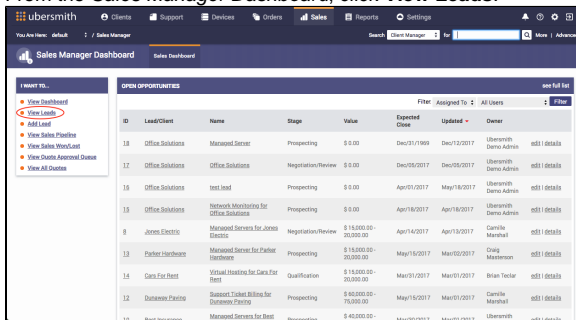 From the Sales Manager Dashboard, click View Leads.
ubersmith Clients Support Devices Orders Sales Reports Settings
You Are Here: default / Sales Manager Search Client Manager for More | Advance
Sales Manager Dashboard Sales Dashboard
I WANT TO...
View Dashboard
View Leads
Add Lead
View Sales Pipeline
View Sales Won/Lost
View Quote Approval Queue
View All Quotes
OPEN OPPORTUNITIES see full list
Filter Assigned To All Users Filter
ID Lead/Client Name Stage Value Expected Close Updated Owner
18 Office Solutions Managed Server Prospecting $ 0.00 Dec/31/1969 Dec/12/2017 Ubersmith Demo Admin edit | details
17 Office Solutions Office Solutions Negotiation/Review $ 0.00 Dec/05/2017 Dec/05/2017 Ubersmith Demo Admin edit | details
16 Office Solutions test lead Prospecting $ 0.00 Apr/01/2017 May/18/2017 Ubersmith Demo Admin edit | details
15 Office Solutions Network Monitoring for Office Solutions Prospecting $ 0.00 Apr/18/2017 Apr/18/2017 Ubersmith Demo Admin edit | details
8 Jones Electric Managed Servers for Jones Electric Negotiation/Review $ 15,000.00 - 20,000.00 Apr/14/2017 Apr/13/2017 Camille Marshall edit | details
13 Parker Hardware Managed Server for Parker Hardware Prospecting $ 15,000.00 - 20,000.00 May/15/2017 Mar/02/2017 Craig Masterson edit | details
14 Cars For Rent Virtual Hosting for Cars For Rent Qualification $ 15,000.00 - 20,000.00 Mar/31/2017 Mar/01/2017 Brian Teclar edit | details
12 Dunaway Paving Support Ticket Billing for Dunaway Paving Prospecting $ 60,000.00 - 75,000.00 May/15/2017 Mar/01/2017 Camille Marshall edit | details
10 Best Insurance Managed Servers for Best Prospecting $ 40,000.00 - Mar/30/2017 Mar/01/2017 Ubersmith edit | details